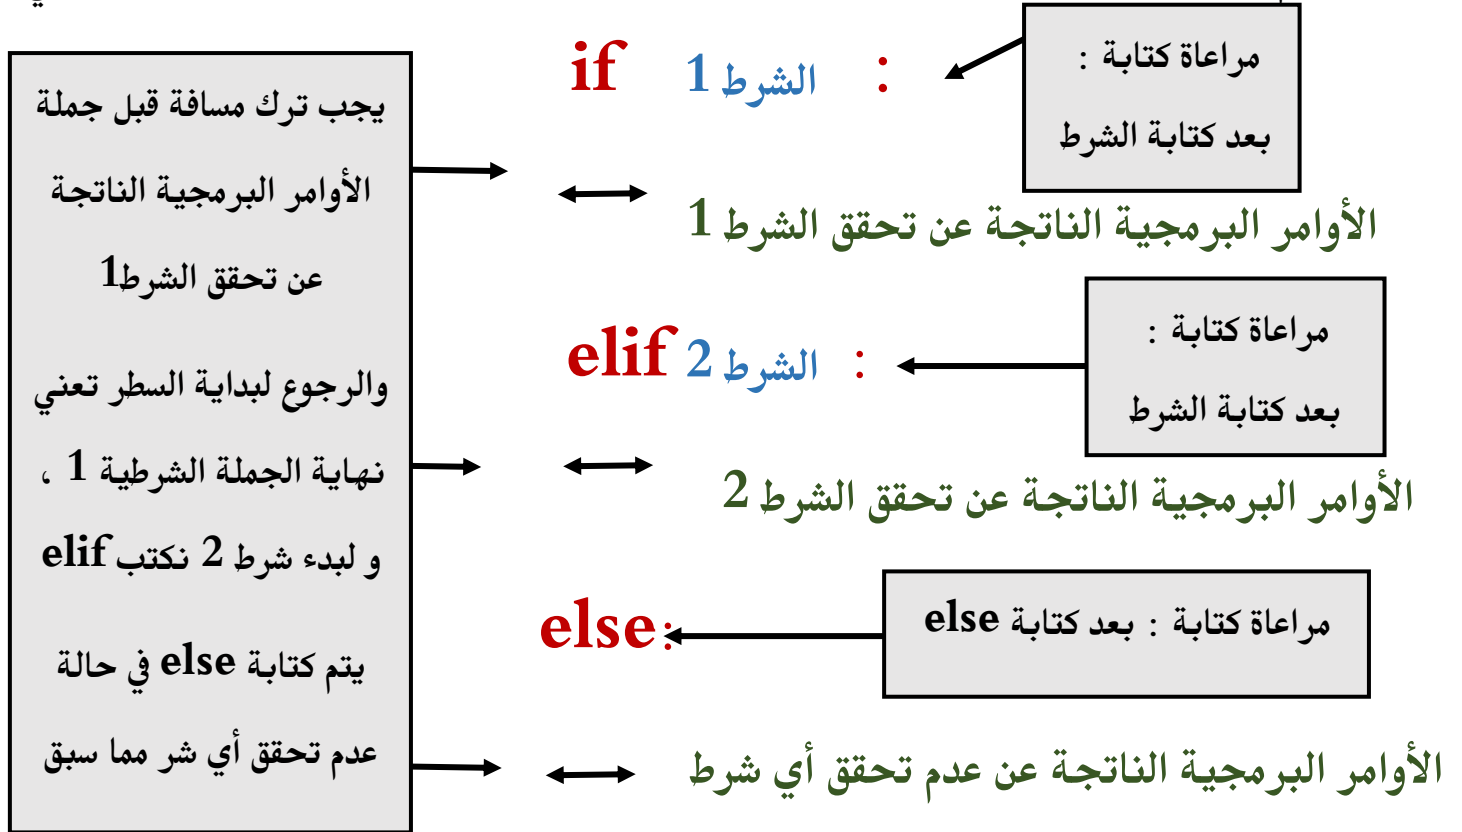 if الشرط 1 :
مراعاة كتابة :
بعد كتابة الشرط
الأوامر البرمجية الناتجة عن تحقق الشرط 1
elif الشرط 2 :
مراعاة كتابة :
بعد كتابة الشرط
الأوامر البرمجية الناتجة عن تحقق الشرط 2
else:
مراعاة كتابة : بعد كتابة else
الأوامر البرمجية الناتجة عن عدم تحقق أي شرط
يجب ترك مسافة قبل جملة
الأوامر البرمجية الناتجة
عن تحقق الشرط1
والرجوع لبداية السطر تعني
نهاية الجملة الشرطية 1 ،
و لبدء شرط 2 نكتب elif
يتم كتابة else في حالة
عدم تحقق أي شر مما سبق